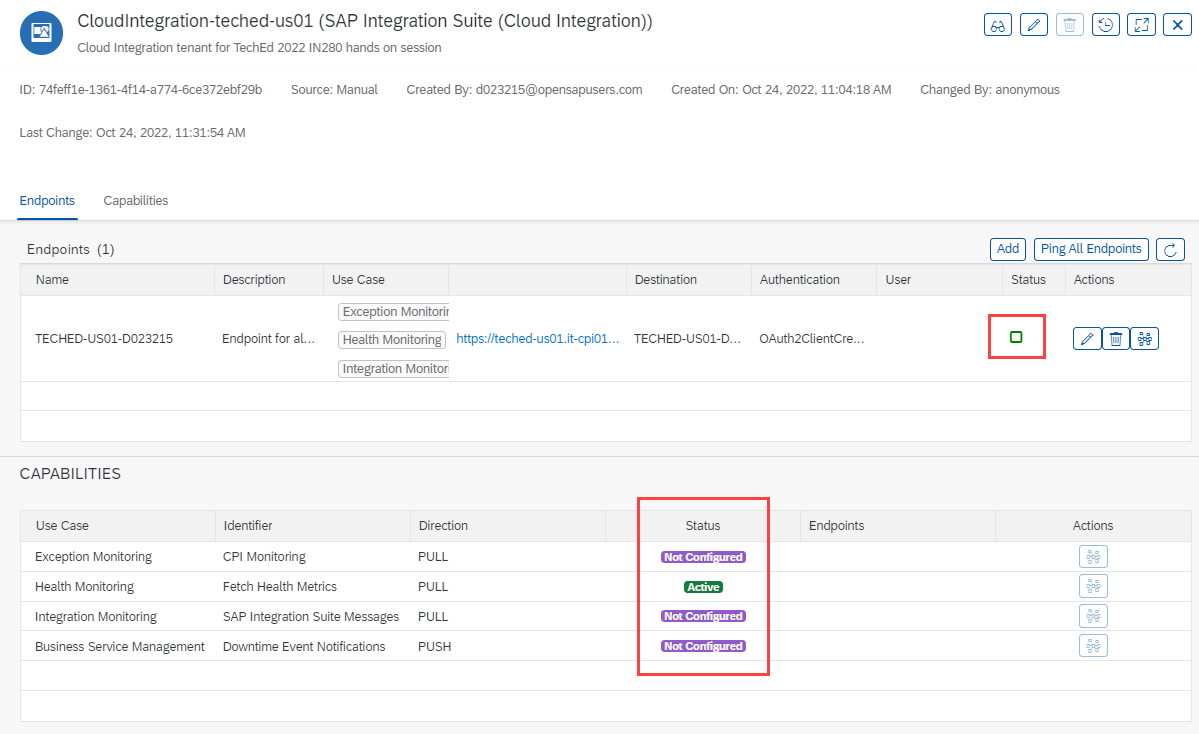 CloudIntegration-teched-us01 (SAP Integration Suite (Cloud Integration))
Cloud Integration tenant for TechEd 2022 IN280 hands on session
ID: 74feff1e-1361-4f14-a774-6ce372ebf29b Source: Manual Created By: d023215@opensapusers.com Created On: Oct 24, 2022, 11:04:18 AM Changed By: anonymous
Last Change: Oct 24, 2022, 11:31:54 AM
Endpoints Capabilities
Endpoints (1) Add Ping All Endpoints
Name Description Use Case Destination Authentication User Status Actions
Exception Monitorin
TECHED-US01-D023215 Endpoint for al... Health Monitoring https://teched-us01.it-cpi01... TECHED-US01-D... OAuth2ClientCre...
Integration Monitor
CAPABILITIES
Use Case Identifier Direction Status Endpoints Actions
Exception Monitoring CPI Monitoring PULL Not Configured
Health Monitoring Fetch Health Metrics PULL Active
Integration Monitoring SAP Integration Suite Messages PULL Not Configured
Business Service Management Downtime Event Notifications PUSH Not Configured